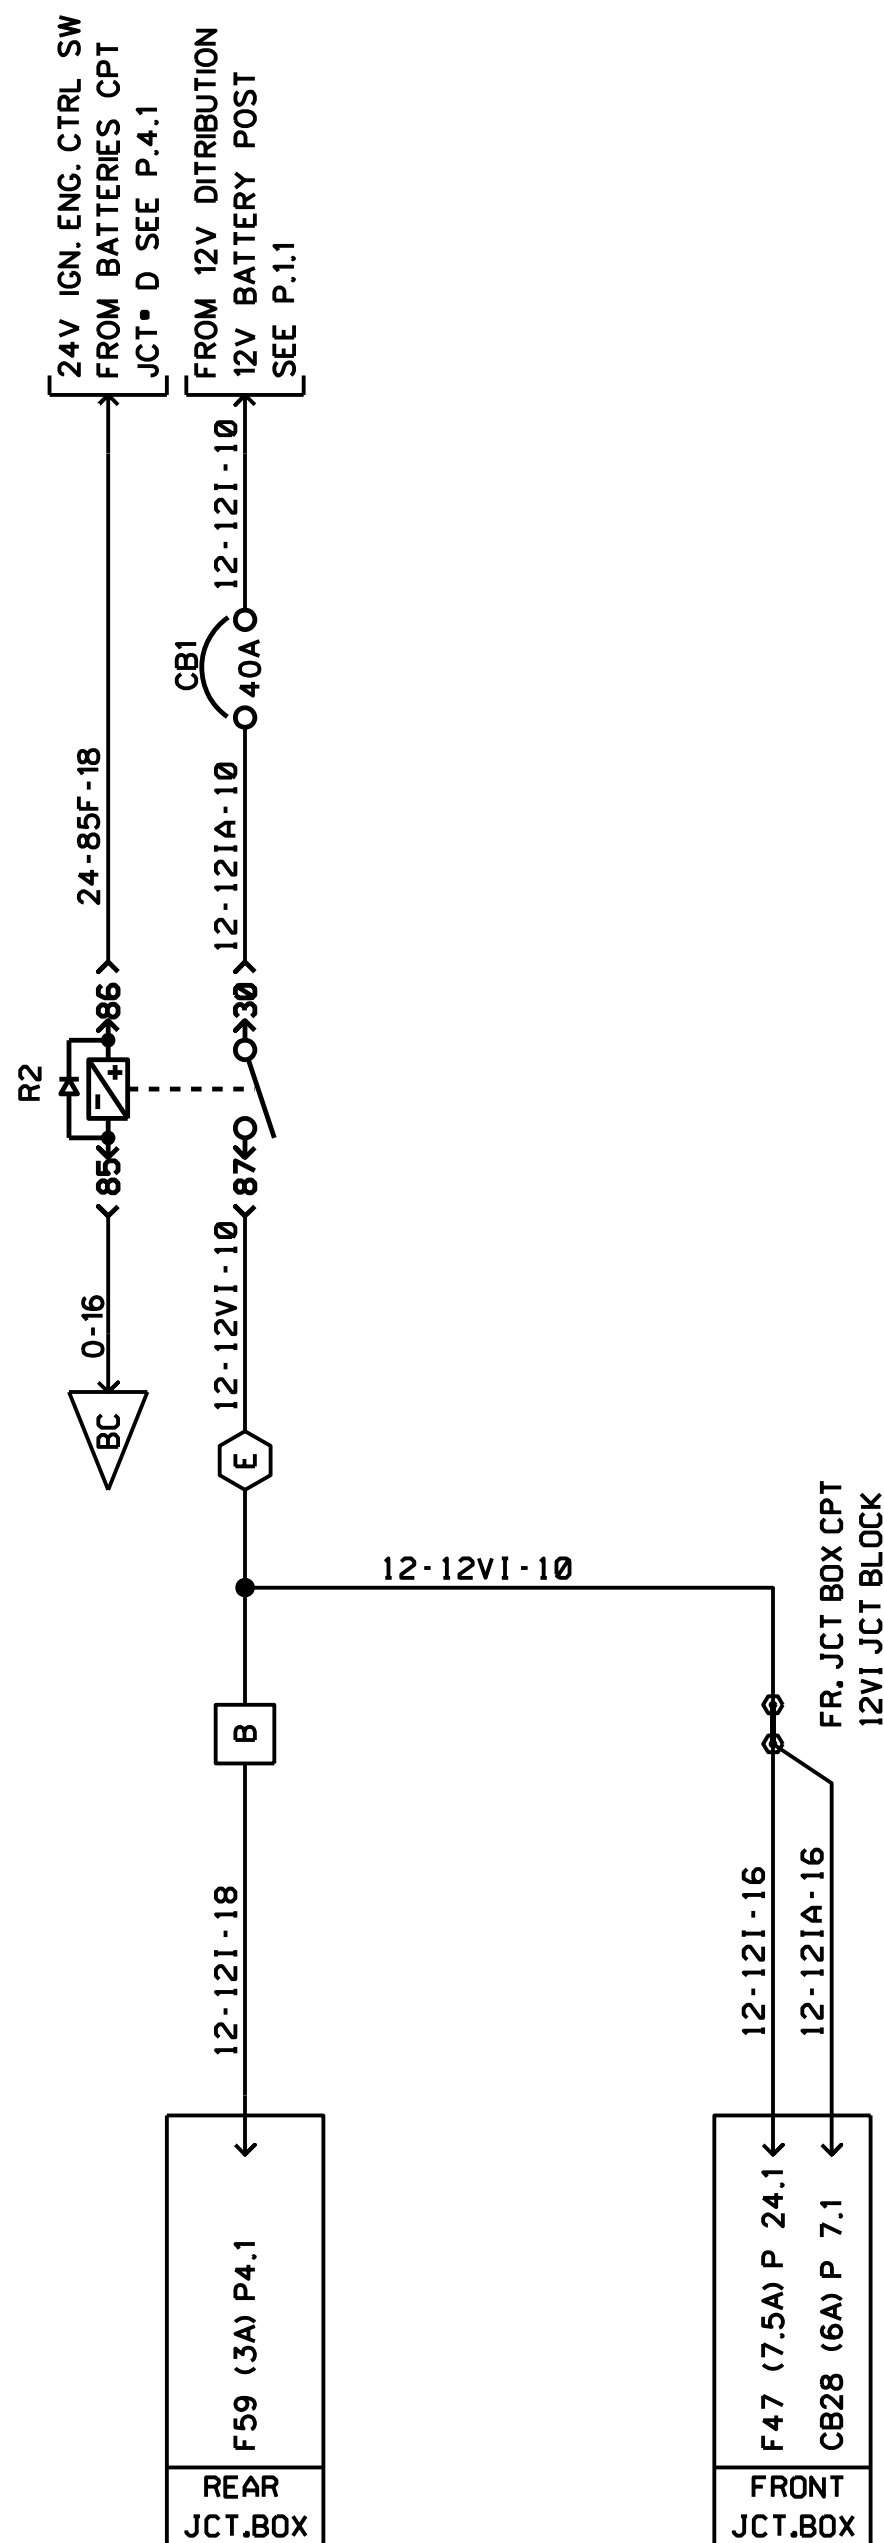 24V IGN. ENG. CTRL SW
FROM BATTERIES CPT
JCT. D SEE P.4.1
FROM 12V DITRIBUTION
12V BATTERY POST
SEE P.1.1
12-12I-10
CB1
40A
24-85F-18
12-12IA-10
86
30
R2
+
-
85
87
0-16
12-12VI-10
BC
E
12-12VI-10
FR. JCT BOX CPT
12VI JCT BLOCK
B
12-12I-18
12-12I-16
12-12IA-16
F59 (3A) P4.1
F47 (7.5A) P 24.1
CB28 (6A) P 7.1
REAR
JCT.BOX
FRONT
JCT.BOX